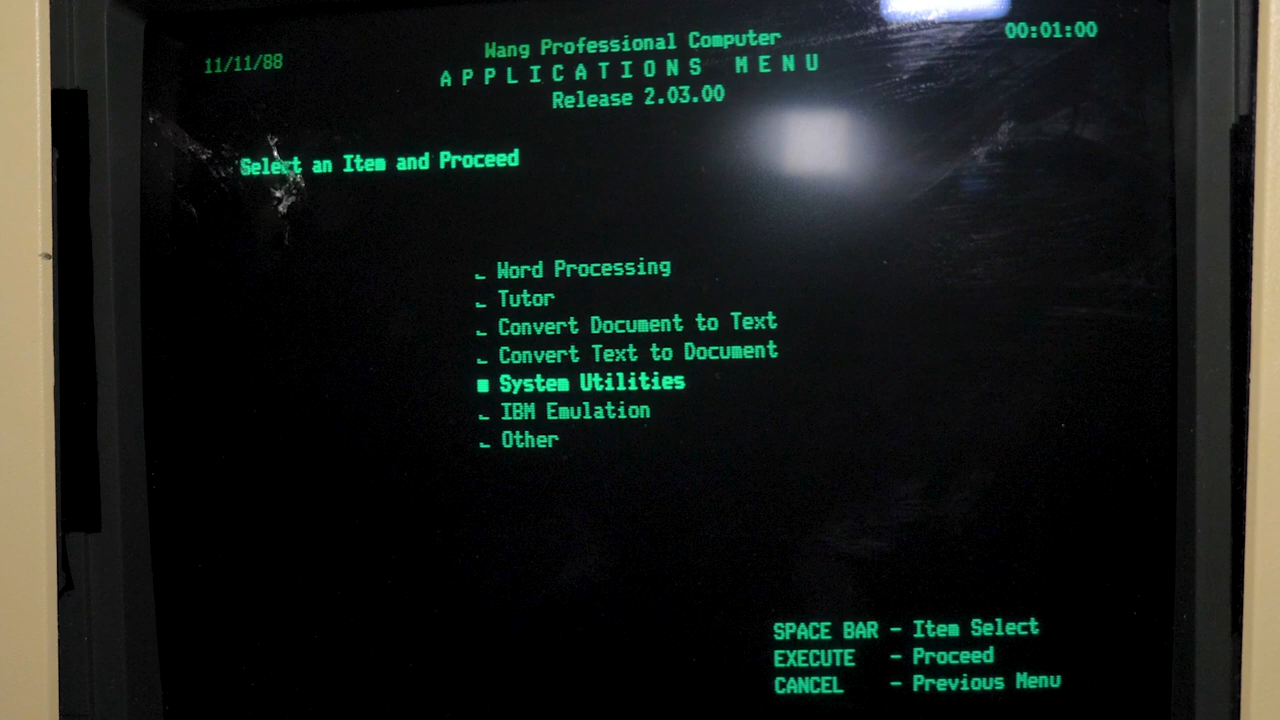 11/11/88 Wang Professional Computer 00:01:00
APPLICATIONS MENU
Release 2.03.00
Select an Item and Proceed
Word Processing
Tutor
Convert Document to Text
Convert Text to Document
System Utilities
IBM Emulation
Other
SPACE BAR - Item Select
EXECUTE - Proceed
CANCEL - Previous Menu